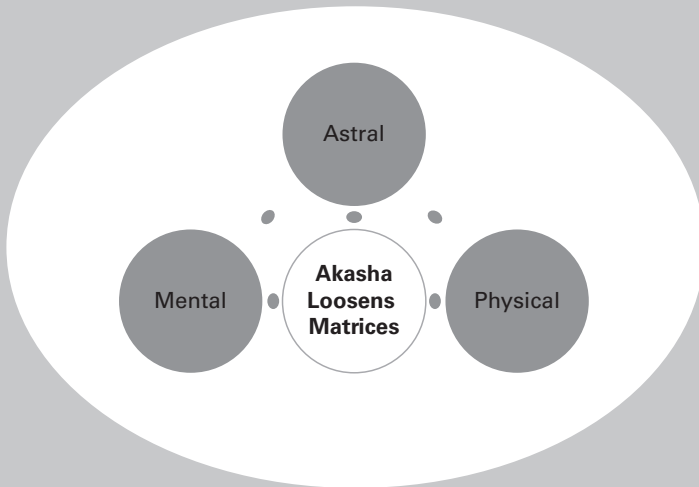 Astral
Mental
Akasha
Loosens
Matrices
Physical